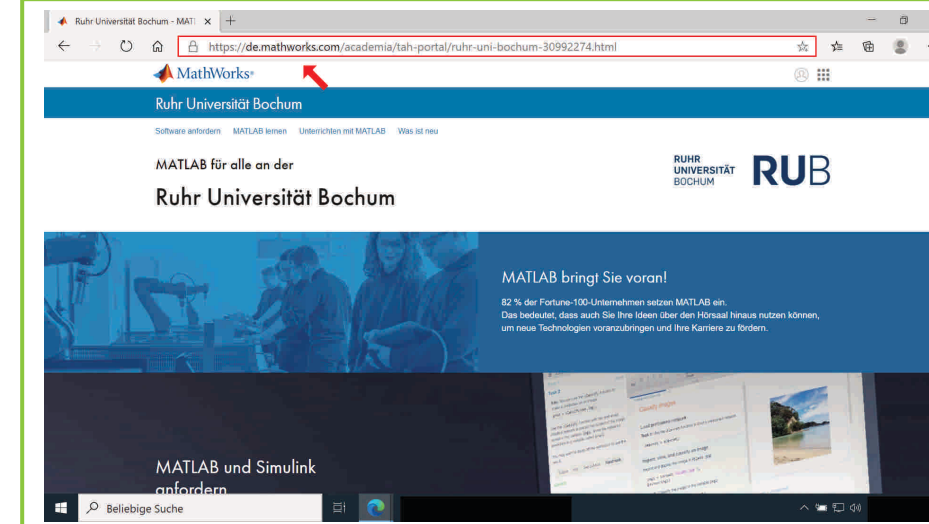 Ruhr Universität Bochum - MAT
https://de.mathworks.com/academia/tah-portal/ruhr-uni-bochum-30992274.html
MathWorks®
Ruhr Universität Bochum
Software anfordern MATLAB lernen Unterrichten mit MATLAB Was ist neu
MATLAB für alle an der
Ruhr Universität Bochum
RUHR
UNIVERSITÄT
BOCHUM
RUB
MATLAB bringt Sie voran!
82 % der Fortune-100-Unternehmen setzen MATLAB ein.
Das bedeutet, dass auch Sie Ihre Ideen über den Hörsaal hinaus nutzen können,
um neue Technologien voranzubringen und Ihre Karriere zu fördern.
MATLAB und Simulink
anfordern
Beliebige Suche